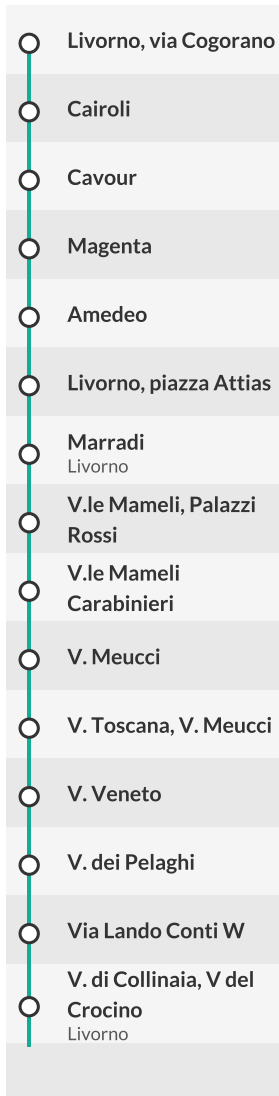 Livorno, via Cogorano
Cairoli
Cavour
Magenta
Amedeo
Livorno, piazza Attias
Marradi
Livorno
V.le Mameli, Palazzi
Rossi
V.le Mameli
Carabinieri
V. Meucci
V. Toscana, V. Meucci
V. Veneto
V. dei Pelaghi
Via Lando Conti W
V. di Collinaia, V del
Crocino
Livorno